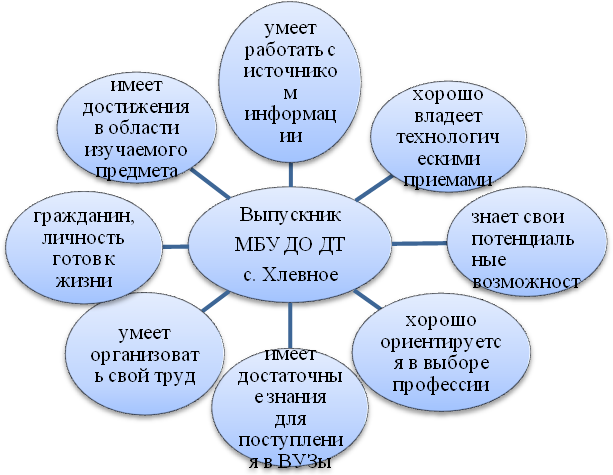 умеет
работать с
источнико
м
информац
ии
хорошо
владеет
технологич
ескими
приемами
знает свои
потенциаль
ные
возможност
хорошо
ориентируетс
я в выборе
профессии
имеет
достаточны
е знания
для
поступлени
я в ВУЗы
умеет
организоват
ь свой труд
гражданин,
личность
готов к
жизни
имеет
достижения
в области
изучаемого
предмета
Выпускник
МБУ ДО ДТ
с. Хлевное